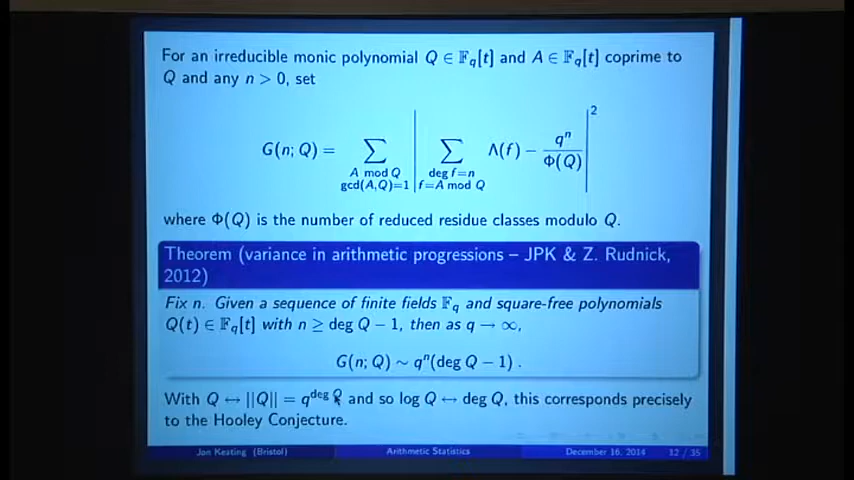 For an irreducible monic polynomial Q ∈ 𝔽_q[t] and A ∈ 𝔽_q[t] coprime to
Q and any n > 0, set
G(n; Q) = ∑_{A mod Q, gcd(A,Q)=1} | ∑_{deg f=n, f=A mod Q} Λ(f) − q^n/Φ(Q) |^2
where Φ(Q) is the number of reduced residue classes modulo Q.
Theorem (variance in arithmetic progressions – JPK & Z. Rudnick,
2012)
Fix n. Given a sequence of finite fields 𝔽_q and square-free polynomials
Q(t) ∈ 𝔽_q[t] with n ≥ deg Q − 1, then as q → ∞,
G(n; Q) ∼ q^n(deg Q − 1) .
With Q ↔ ||Q|| = q^{deg Q} and so log Q ↔ deg Q, this corresponds precisely
to the Hooley Conjecture.
Jon Keating (Bristol) Arithmetic Statistics December 16, 2014 12 / 35